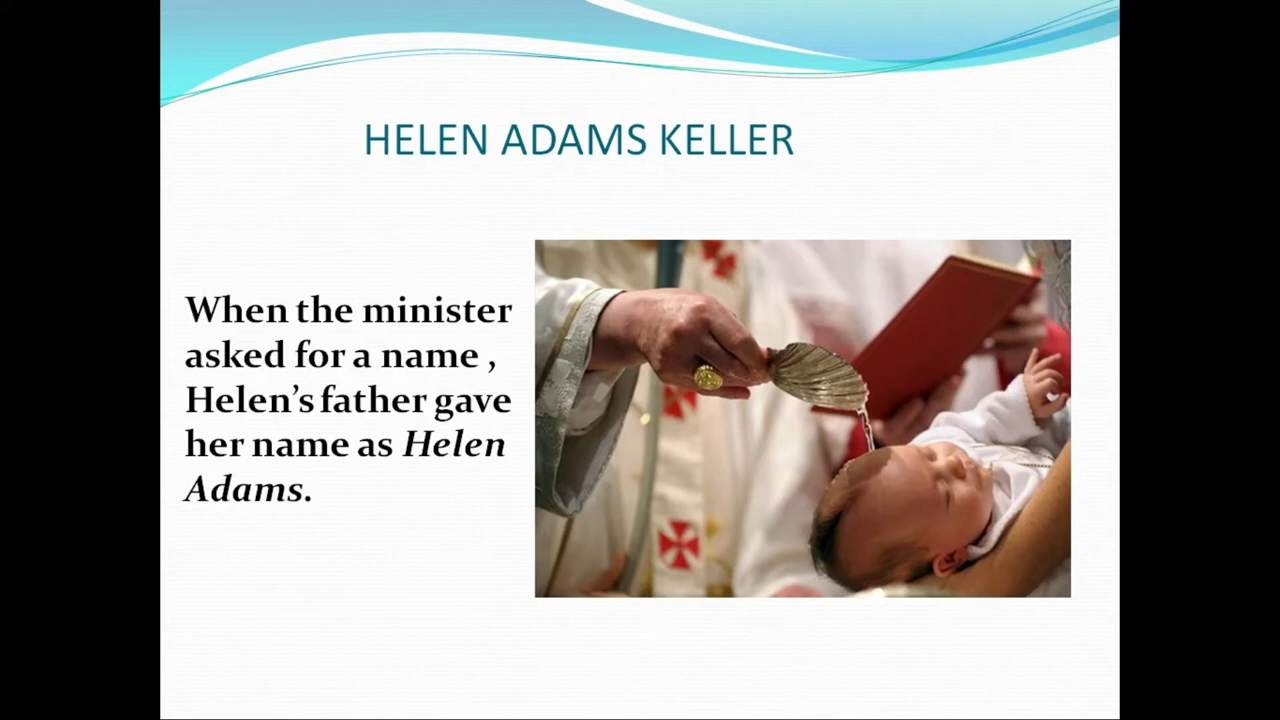 HELEN ADAMS KELLER
When the minister
asked for a name ,
Helen’s father gave
her name as Helen
Adams.